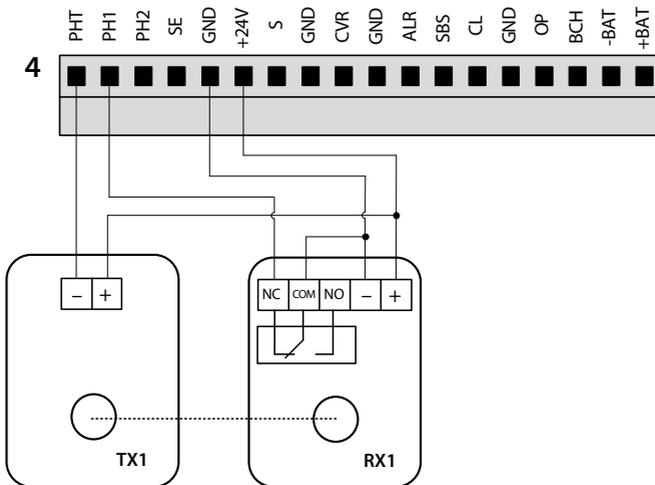 PHT PH1 PH2 SE GND +24V S GND CVR GND ALR SBS CL GND OP BCH -BAT +BAT
4
– + NC COM NO – +
TX1 RX1